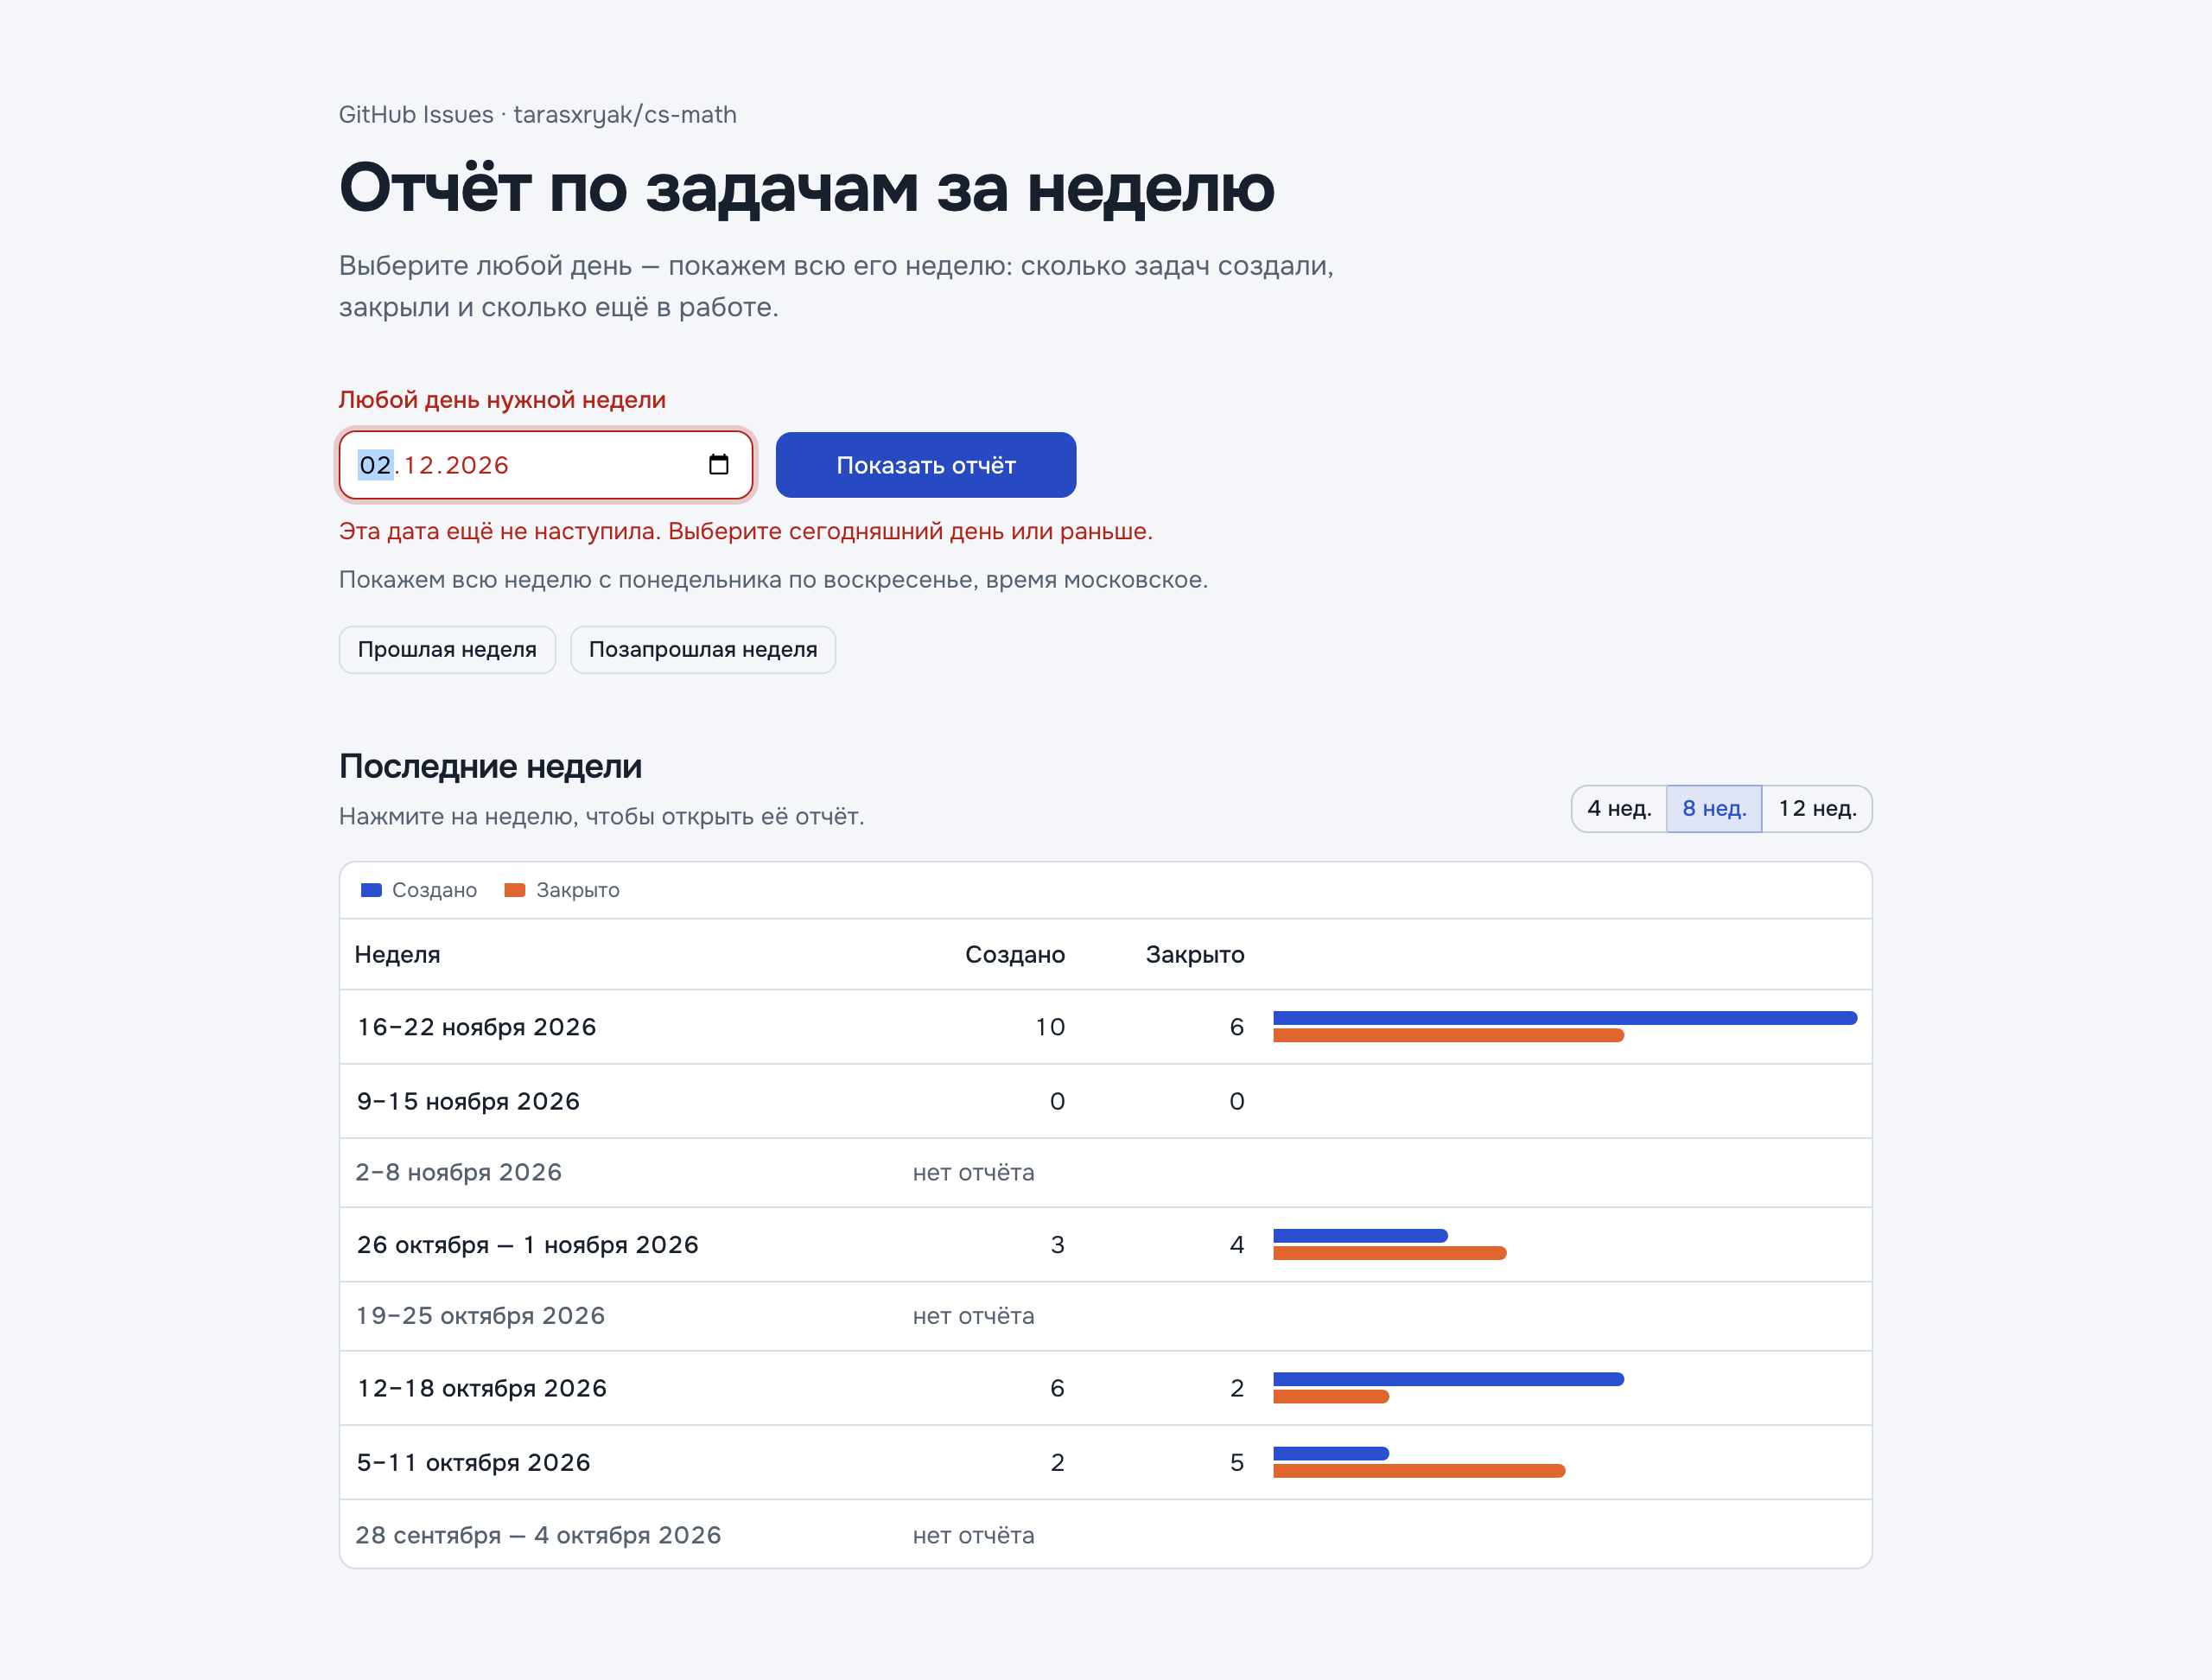 GitHub Issues · tarasxryak/cs-math
Отчёт по задачам за неделю
Выберите любой день — покажем всю его неделю: сколько задач создали,
закрыли и сколько ещё в работе.
Любой день нужной недели
02.12.2026
Показать отчёт
Эта дата ещё не наступила. Выберите сегодняшний день или раньше.
Покажем всю неделю с понедельника по воскресенье, время московское.
Прошлая неделя Позапрошлая неделя
Последние недели
Нажмите на неделю, чтобы открыть её отчёт.
4 нед. 8 нед. 12 нед.
Создано Закрыто
Неделя Создано Закрыто
16–22 ноября 2026 10 6
9–15 ноября 2026 0 0
2–8 ноября 2026 нет отчёта
26 октября — 1 ноября 2026 3 4
19–25 октября 2026 нет отчёта
12–18 октября 2026 6 2
5–11 октября 2026 2 5
28 сентября — 4 октября 2026 нет отчёта